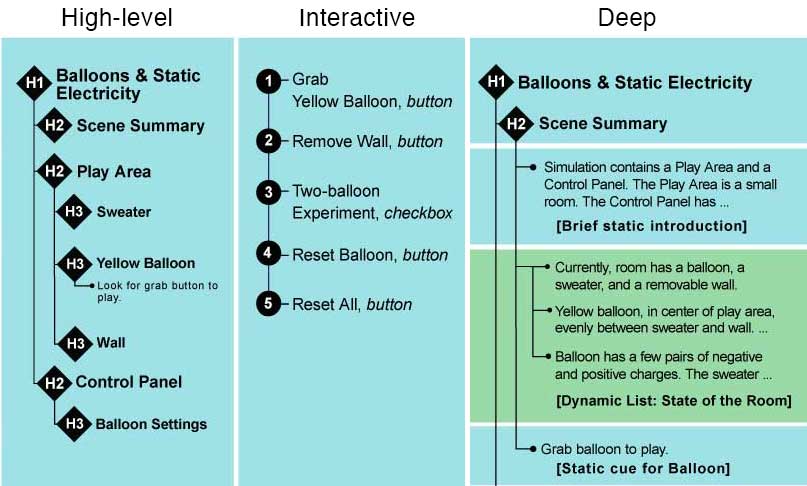 High-level
H1 Balloons & Static
Electricity
H2 Scene Summary
H2 Play Area
H3 Sweater
H3 Yellow Balloon
Look for grab button to
play.
H3 Wall
H2 Control Panel
H3 Balloon Settings
Interactive
1 Grab
Yellow Balloon, button
2 Remove Wall, button
3 Two-balloon
Experiment, checkbox
4 Reset Balloon, button
5 Reset All, button
Deep
H1 Balloons & Static Electricity
H2 Scene Summary
Simulation contains a Play Area and a
Control Panel. The Play Area is a small
room. The Control Panel has ...
[Brief static introduction]
Currently, room has a balloon, a
sweater, and a removable wall.
Yellow balloon, in center of play area,
evenly between sweater and wall. ...
Balloon has a few pairs of negative
and positive charges. The sweater ...
[Dynamic List: State of the Room]
Grab balloon to play.
[Static cue for Balloon]